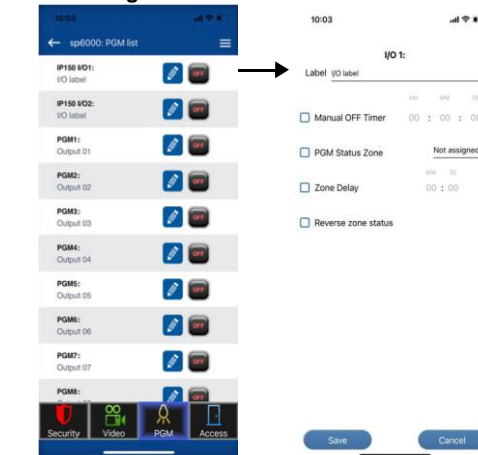 10:03
sp6000: PGM list
IP150 I/O1:
I/O label
OFF
IP150 I/O2:
I/O label
OFF
PGM1:
Output 01
OFF
PGM2:
Output 02
OFF
PGM3:
Output 03
OFF
PGM4:
Output 04
OFF
PGM5:
Output 05
OFF
PGM6:
Output 06
OFF
PGM7:
Output 07
OFF
PGM8:
OFF
Security Video PGM Access
10:03
I/O 1:
Label I/O label
HH MM SE
Manual OFF Timer 00 : 00 : 00
PGM Status Zone Not assigned
MM SE
Zone Delay 00 : 00
Reverse zone status
Save Cancel